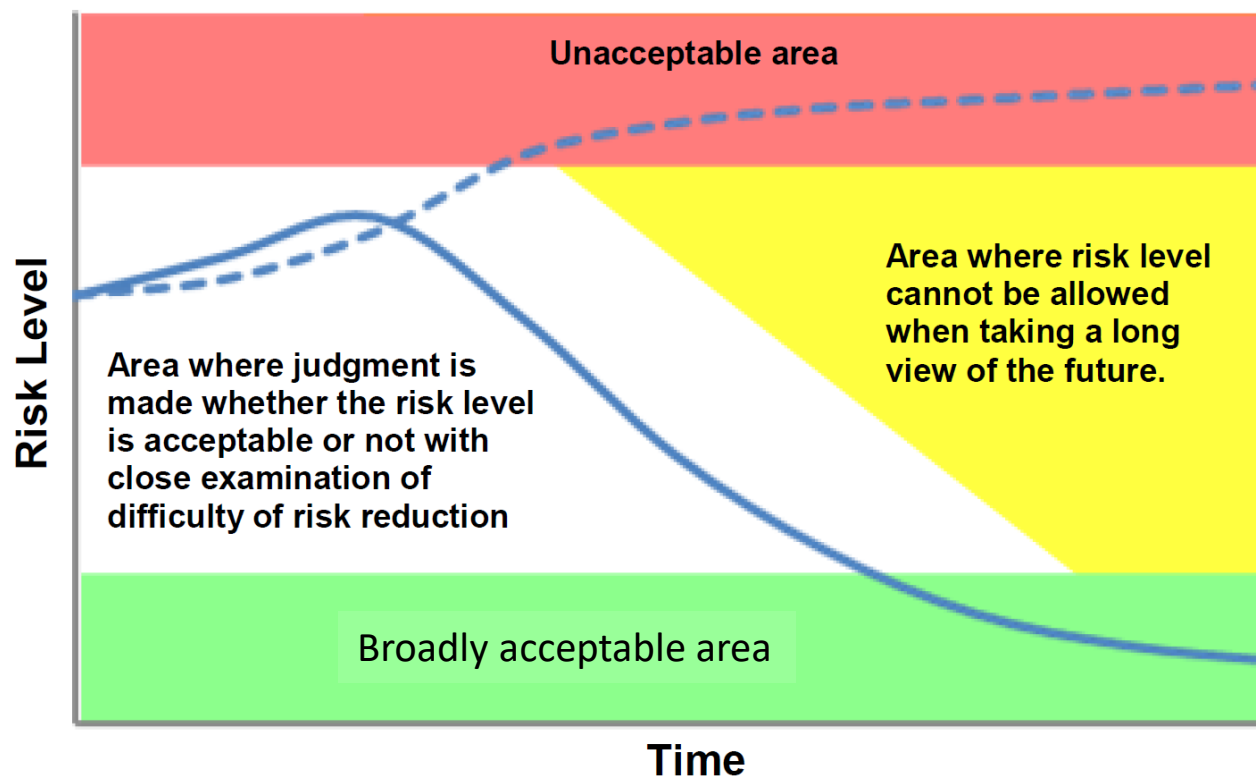 Unacceptable area
Risk Level
Area where risk level
cannot be allowed
when taking a long
view of the future.
Area where judgment is
made whether the risk level
is acceptable or not with
close examination of
difficulty of risk reduction
Broadly acceptable area
Time